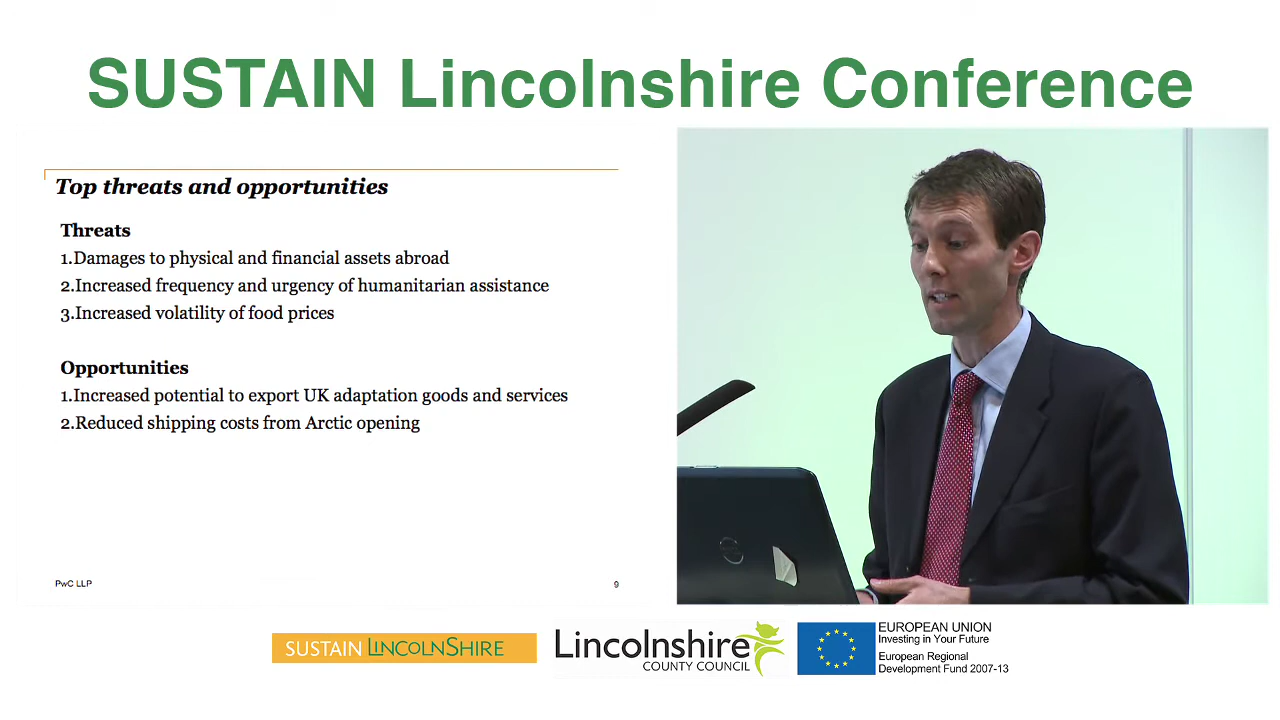 SUSTAIN Lincolnshire Conference
Top threats and opportunities
Threats
1.Damages to physical and financial assets abroad
2.Increased frequency and urgency of humanitarian assistance
3.Increased volatility of food prices
Opportunities
1.Increased potential to export UK adaptation goods and services
2.Reduced shipping costs from Arctic opening
PwC LLP
9
SUSTAIN LINCOLNSHIRE
Lincolnshire
COUNTY COUNCIL
EUROPEAN UNION
Investing in Your Future
European Regional
Development Fund 2007-13